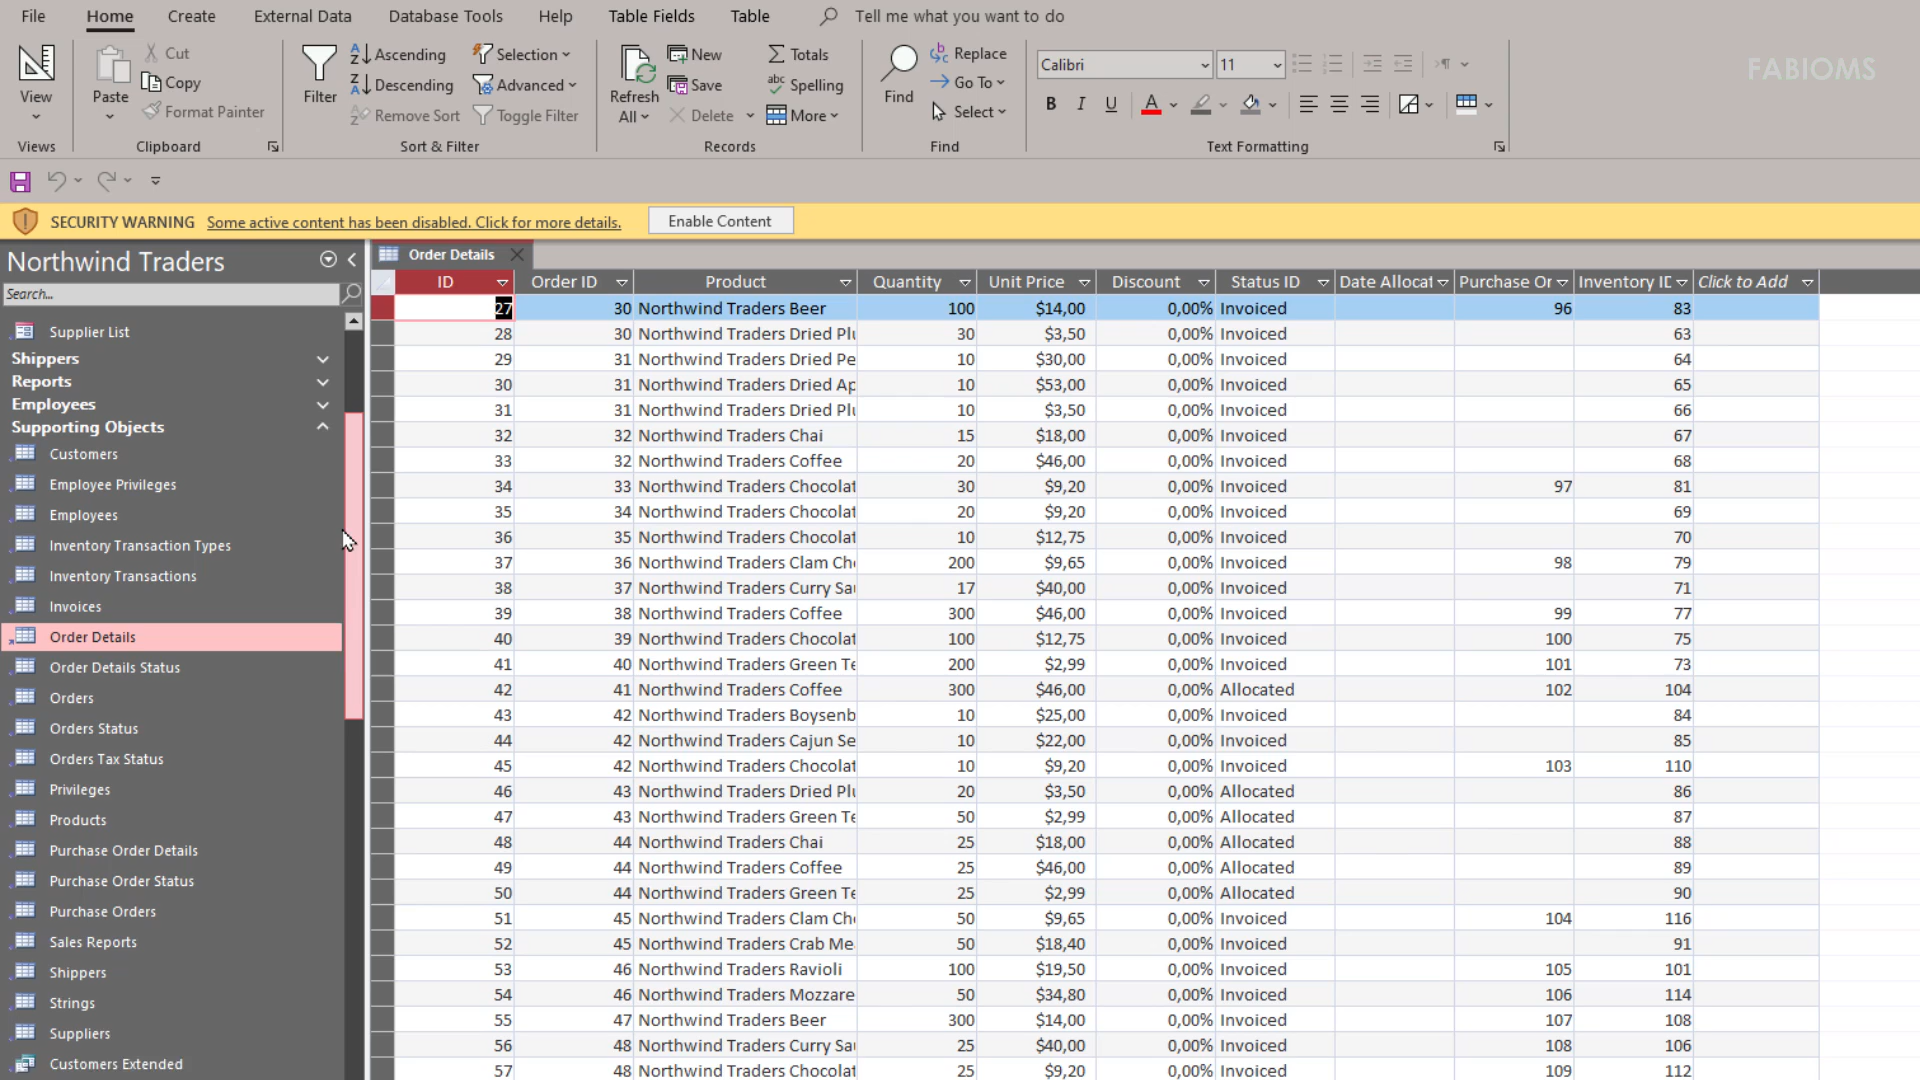 File Home Create External Data Database Tools Help Table Fields Table Tell me what you want to do
View
Views
Paste
Cut
Copy
Format Painter
Clipboard
Filter
Ascending
Descending
Remove Sort
Selection
Advanced
Toggle Filter
Sort & Filter
Refresh
All
New
Save
Delete
Totals
Spelling
More
Records
Find
Replace
Go To
Select
Find
Calibri 11
B I U A
Text Formatting
FABIOMS
SECURITY WARNING Some active content has been disabled. Click for more details. Enable Content
Northwind Traders
Search...
Supplier List
Shippers
Reports
Employees
Supporting Objects
Customers
Employee Privileges
Employees
Inventory Transaction Types
Inventory Transactions
Invoices
Order Details
Order Details Status
Orders
Orders Status
Orders Tax Status
Privileges
Products
Purchase Order Details
Purchase Order Status
Purchase Orders
Sales Reports
Shippers
Strings
Suppliers
Customers Extended
Order Details
ID Order ID Product Quantity Unit Price Discount Status ID Date Allocat Purchase Or Inventory ID Click to Add
27 30 Northwind Traders Beer 100 $14,00 0,00% Invoiced 96 83
28 30 Northwind Traders Dried Plu 30 $3,50 0,00% Invoiced 63
29 31 Northwind Traders Dried Pe 10 $30,00 0,00% Invoiced 64
30 31 Northwind Traders Dried Ap 10 $53,00 0,00% Invoiced 65
31 31 Northwind Traders Dried Plu 10 $3,50 0,00% Invoiced 66
32 32 Northwind Traders Chai 15 $18,00 0,00% Invoiced 67
33 32 Northwind Traders Coffee 20 $46,00 0,00% Invoiced 68
34 33 Northwind Traders Chocolat 30 $9,20 0,00% Invoiced 97 81
35 34 Northwind Traders Chocolat 20 $9,20 0,00% Invoiced 69
36 35 Northwind Traders Chocolat 10 $12,75 0,00% Invoiced 70
37 36 Northwind Traders Clam Cho 200 $9,65 0,00% Invoiced 98 79
38 37 Northwind Traders Curry Sau 17 $40,00 0,00% Invoiced 71
39 38 Northwind Traders Coffee 300 $46,00 0,00% Invoiced 99 77
40 39 Northwind Traders Chocolat 100 $12,75 0,00% Invoiced 100 75
41 40 Northwind Traders Green Te 200 $2,99 0,00% Invoiced 101 73
42 41 Northwind Traders Coffee 300 $46,00 0,00% Allocated 102 104
43 42 Northwind Traders Boysenb 10 $25,00 0,00% Invoiced 84
44 42 Northwind Traders Cajun Se 10 $22,00 0,00% Invoiced 85
45 42 Northwind Traders Chocolat 10 $9,20 0,00% Invoiced 103 110
46 43 Northwind Traders Dried Plu 20 $3,50 0,00% Allocated 86
47 43 Northwind Traders Green Te 50 $2,99 0,00% Allocated 87
48 44 Northwind Traders Chai 25 $18,00 0,00% Allocated 88
49 44 Northwind Traders Coffee 25 $46,00 0,00% Allocated 89
50 44 Northwind Traders Green Te 25 $2,99 0,00% Allocated 90
51 45 Northwind Traders Clam Cho 50 $9,65 0,00% Invoiced 104 116
52 45 Northwind Traders Crab Mea 50 $18,40 0,00% Invoiced 91
53 46 Northwind Traders Ravioli 100 $19,50 0,00% Invoiced 105 101
54 46 Northwind Traders Mozzare 50 $34,80 0,00% Invoiced 106 114
55 47 Northwind Traders Beer 300 $14,00 0,00% Invoiced 107 108
56 48 Northwind Traders Curry Sau 25 $40,00 0,00% Invoiced 108 106
57 48 Northwind Traders Chocolat 25 $9,20 0,00% Invoiced 109 112